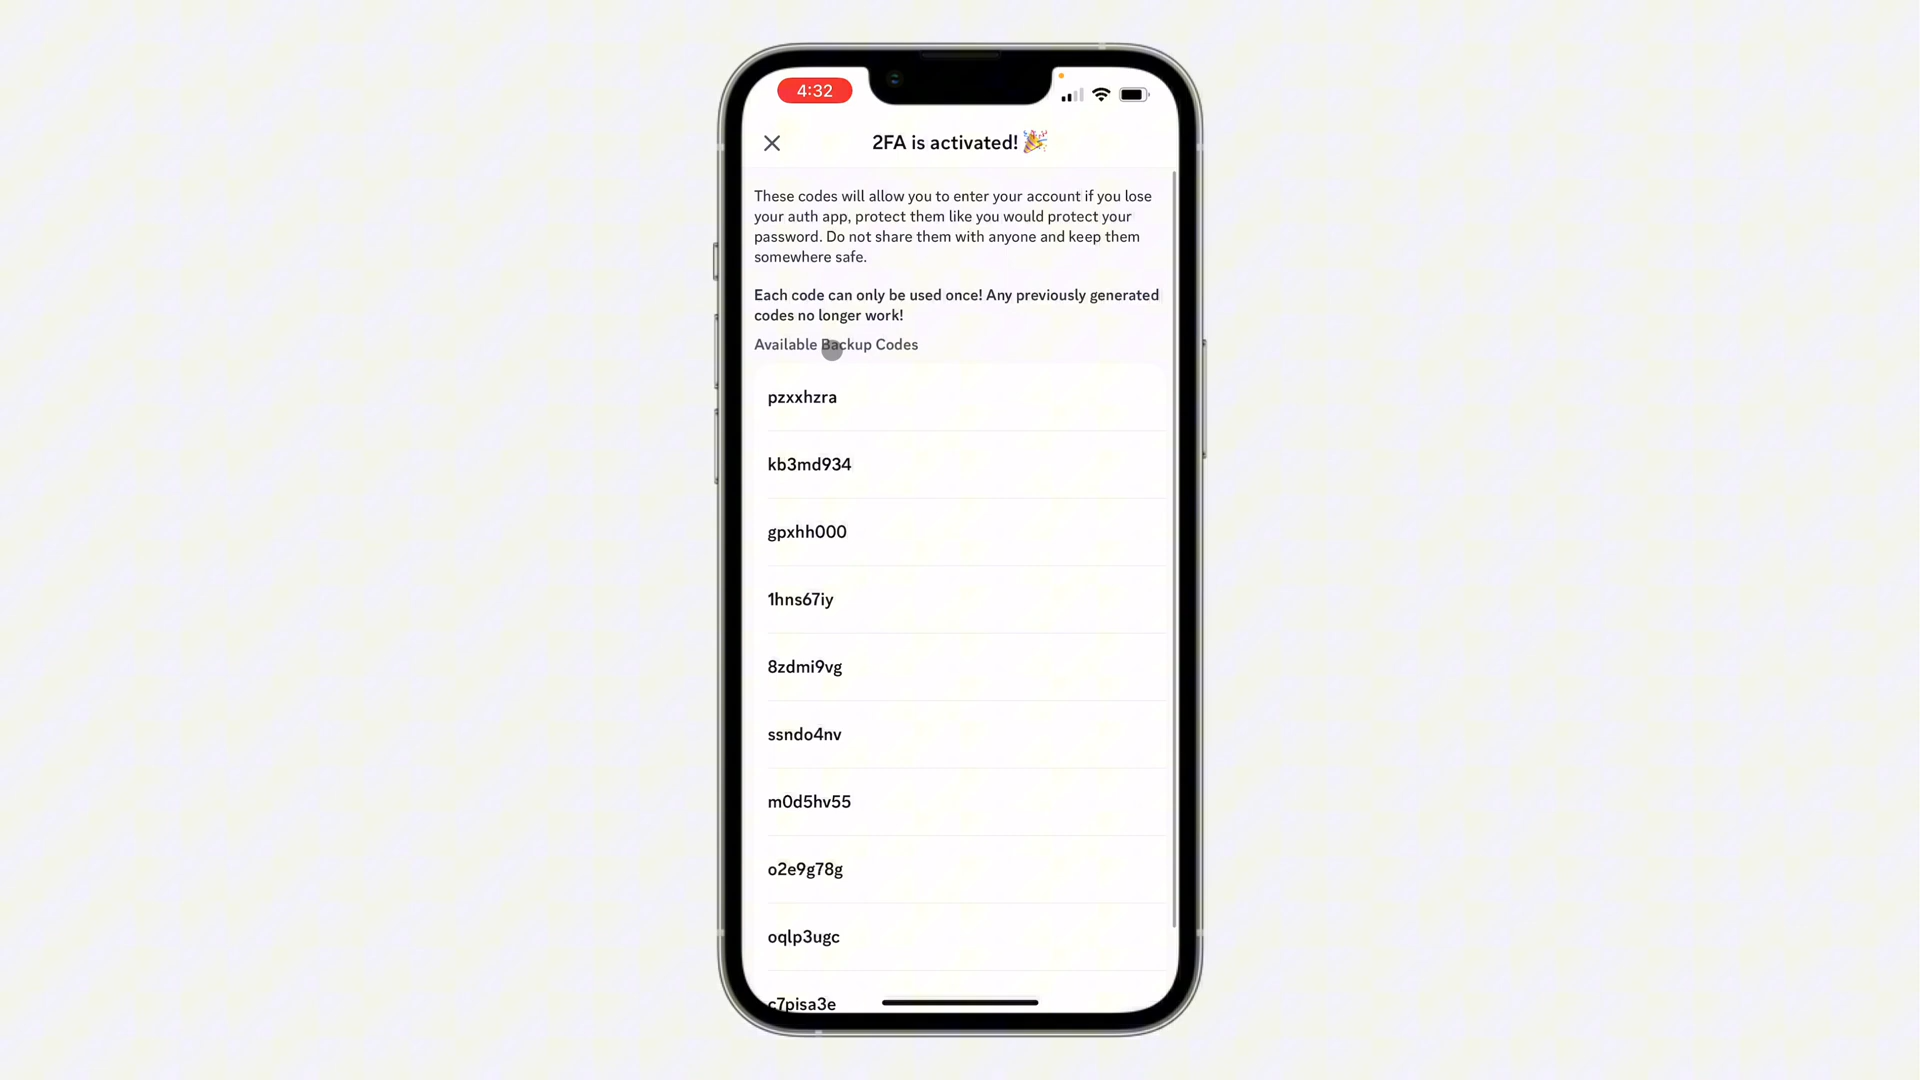 4:32
2FA is activated! 🎉
These codes will allow you to enter your account if you lose
your auth app, protect them like you would protect your
password. Do not share them with anyone and keep them
somewhere safe.
Each code can only be used once! Any previously generated
codes no longer work!
Available Backup Codes
pzxxhzra
kb3md934
gpxhh000
1hns67iy
8zdmi9vg
ssndo4nv
m0d5hv55
o2e9g78g
oqlp3ugc
c7pisa3e